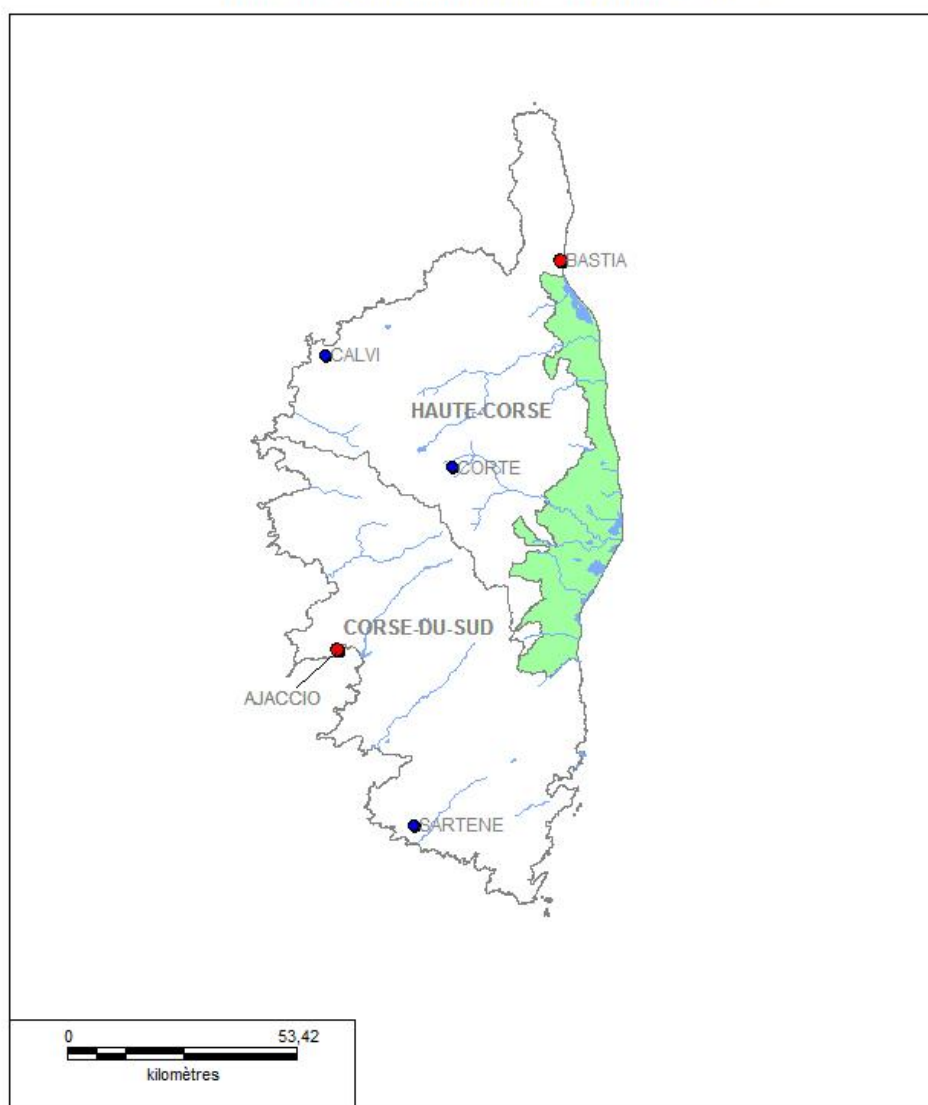 BASTIA
CALVI
HAUTE-CORSE
CORTE
CORSE-DU-SUD
AJACCIO
SARTENE
0 53,42
kilomètres